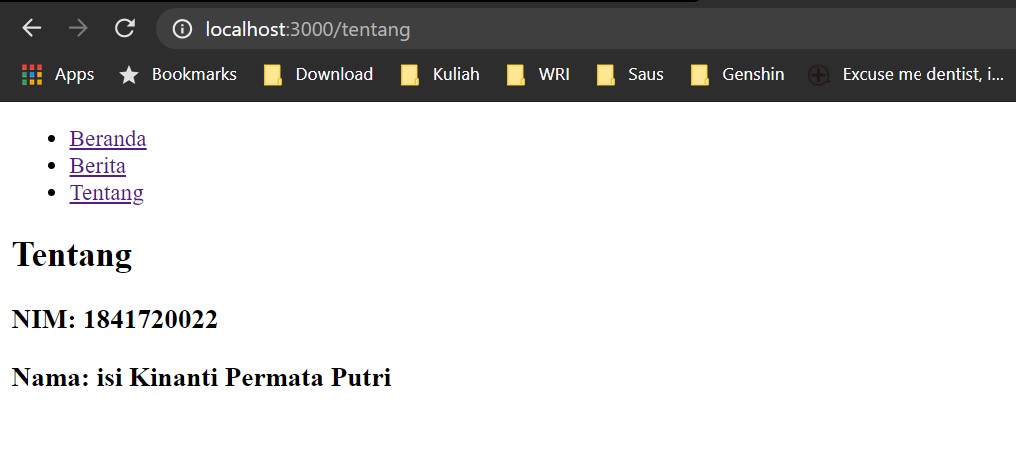 localhost:3000/tentang
Apps Bookmarks Download Kuliah WRI Saus Genshin Excuse me dentist, i...
Beranda
Berita
Tentang
Tentang
NIM: 1841720022
Nama: isi Kinanti Permata Putri